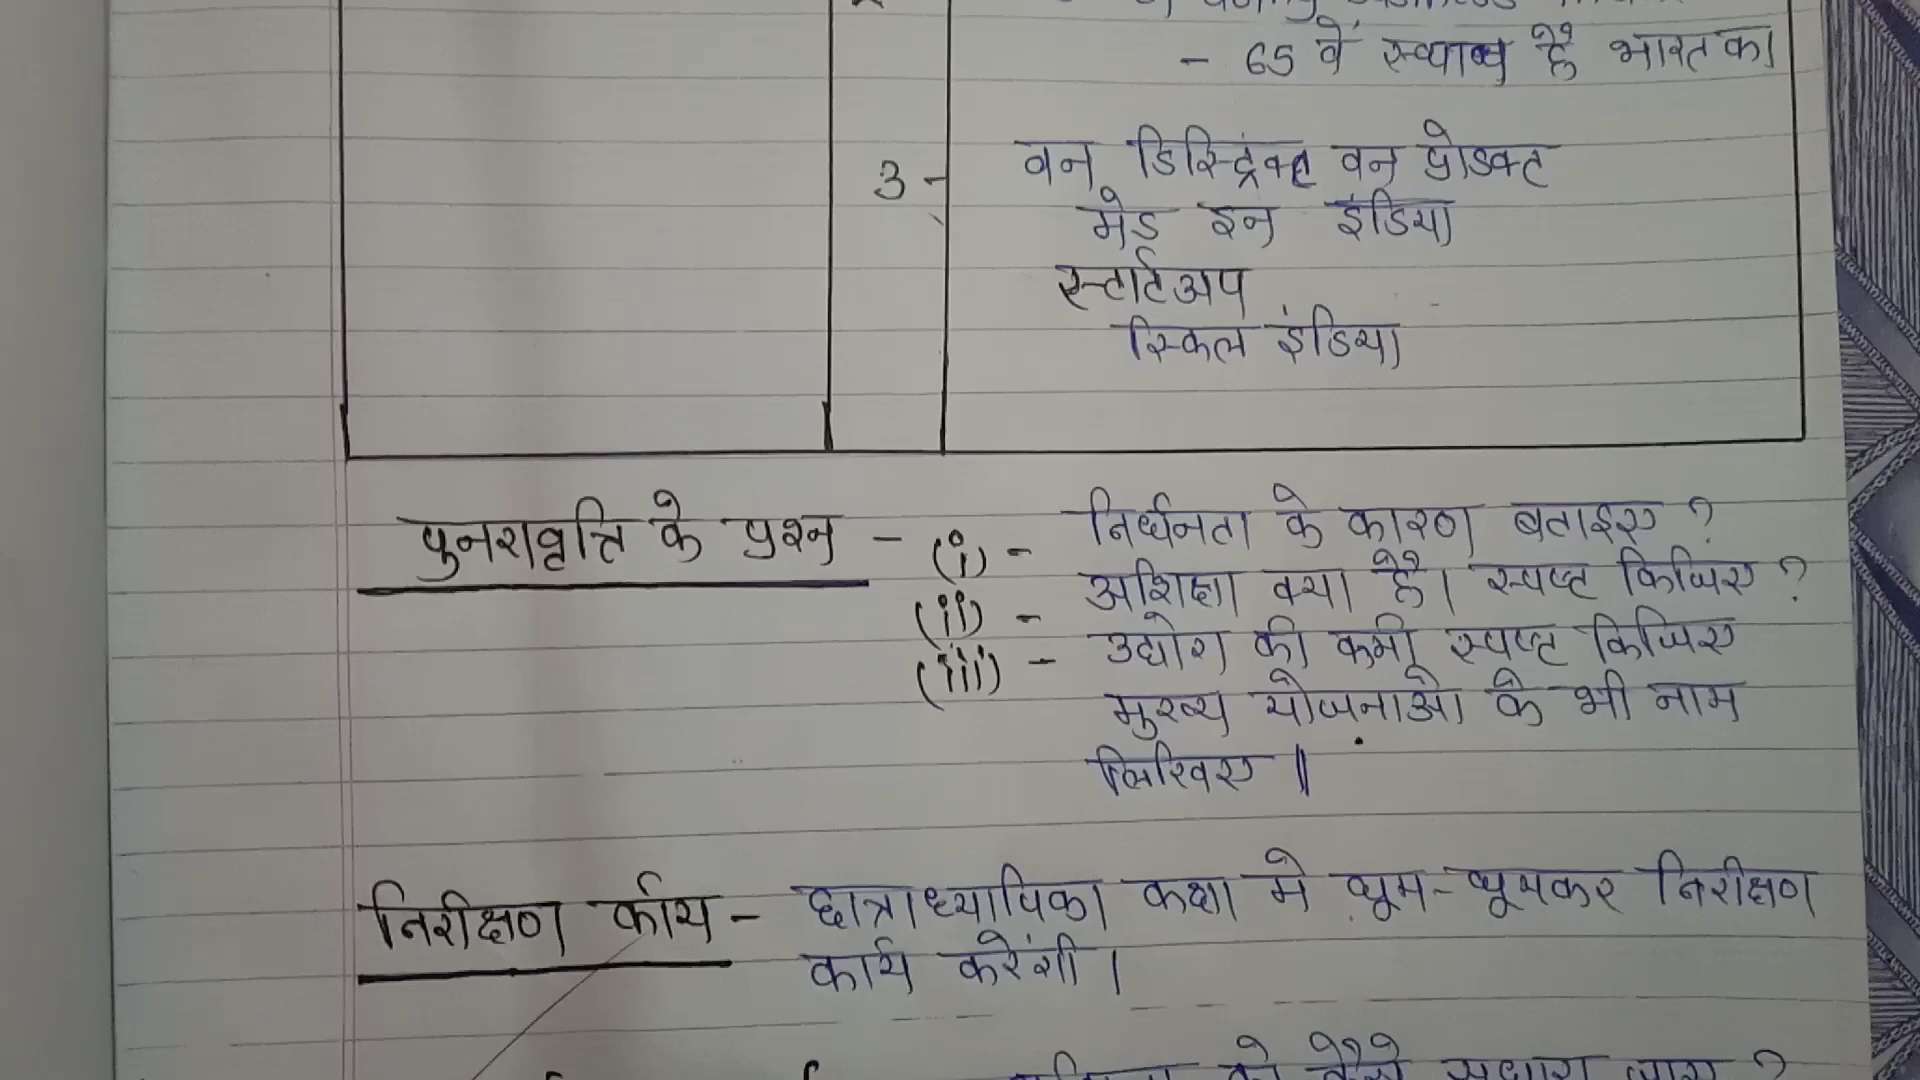 - 65 वें स्थान है भारत का
3 - वन डिस्ट्रिक्ट वन प्रोडक्ट
मेड इन इंडिया
स्टार्टअप
स्किल इंडिया
पुनरावृत्ति के प्रश्न - (i) - निर्धनता के कारण बताइए ?
(ii) - अशिक्षा क्या है। स्पष्ट किजिए ?
(iii) - उद्योग की कमी स्पष्ट किजिए
मुख्य योजनाओ के भी नाम
लिखिए ॥
निरीक्षण र्काय - छात्राध्यापिका कक्षा मे घूम-घूमकर निरीक्षण
कार्य करेंगी।